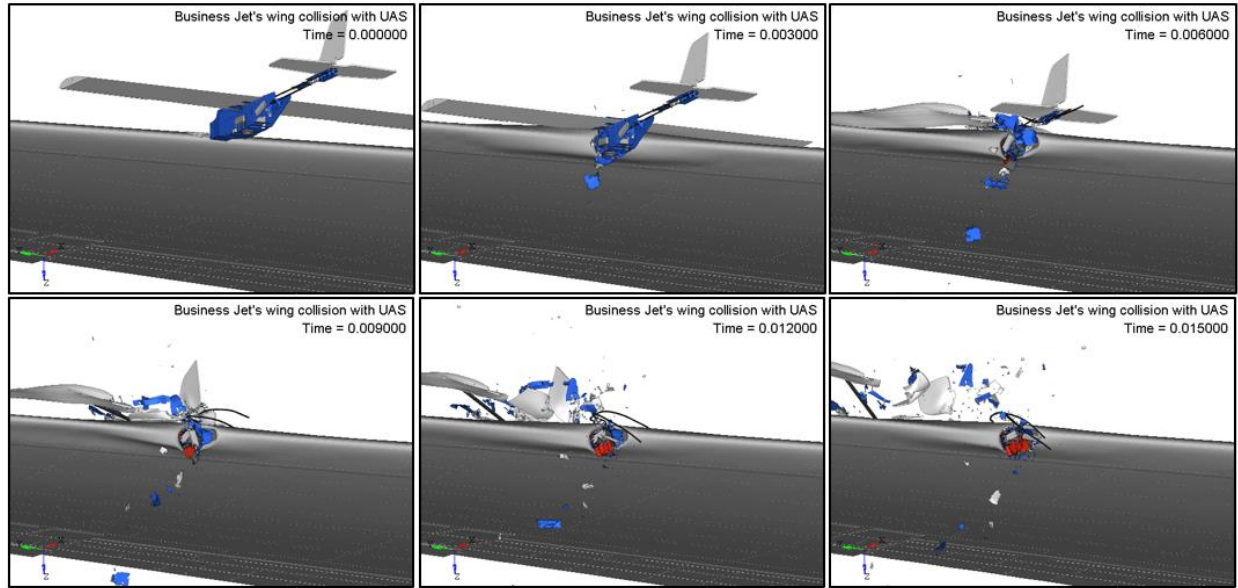 Business Jet's wing collision with UAS
Time = 0.000000
Business Jet's wing collision with UAS
Time = 0.003000
Business Jet's wing collision with UAS
Time = 0.006000
Business Jet's wing collision with UAS
Time = 0.009000
Business Jet's wing collision with UAS
Time = 0.012000
Business Jet's wing collision with UAS
Time = 0.015000